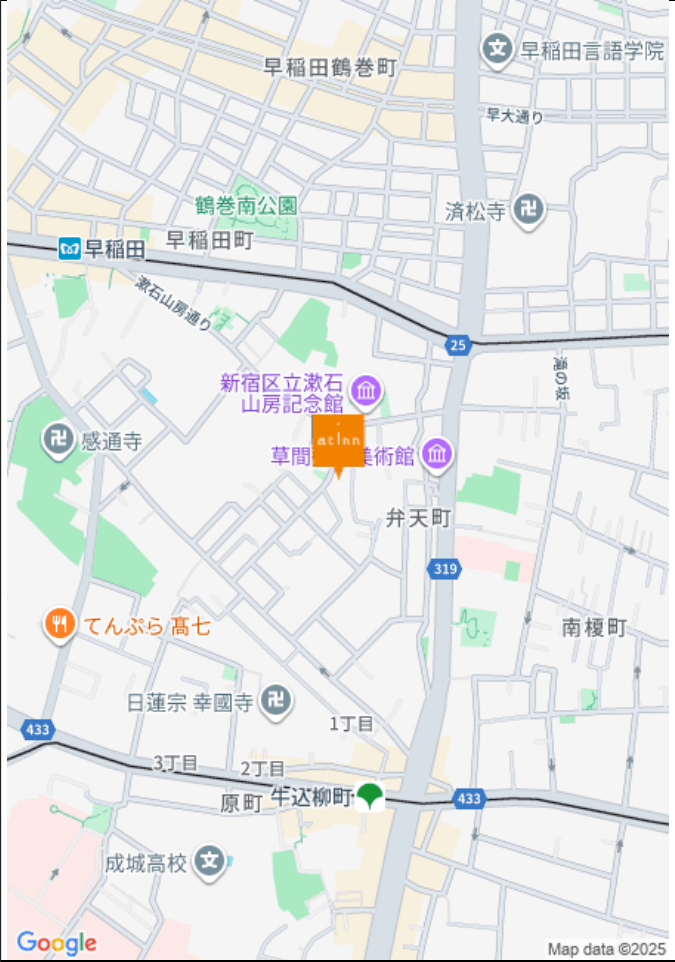 早稲田言語学院
早稲田鶴巻町
早大通り
鶴巻南公園
済松寺
早稲田
早稲田町
漱石山房通り
25
滝の坂
新宿区立漱石
山房記念館
atInn
感通寺
草間
美術館
弁天町
319
てんぷら 髙七
南榎町
日蓮宗 幸國寺
1丁目
433
3丁目
2丁目
原町
牛込柳町
433
成城高校
Google
Map data ©2025